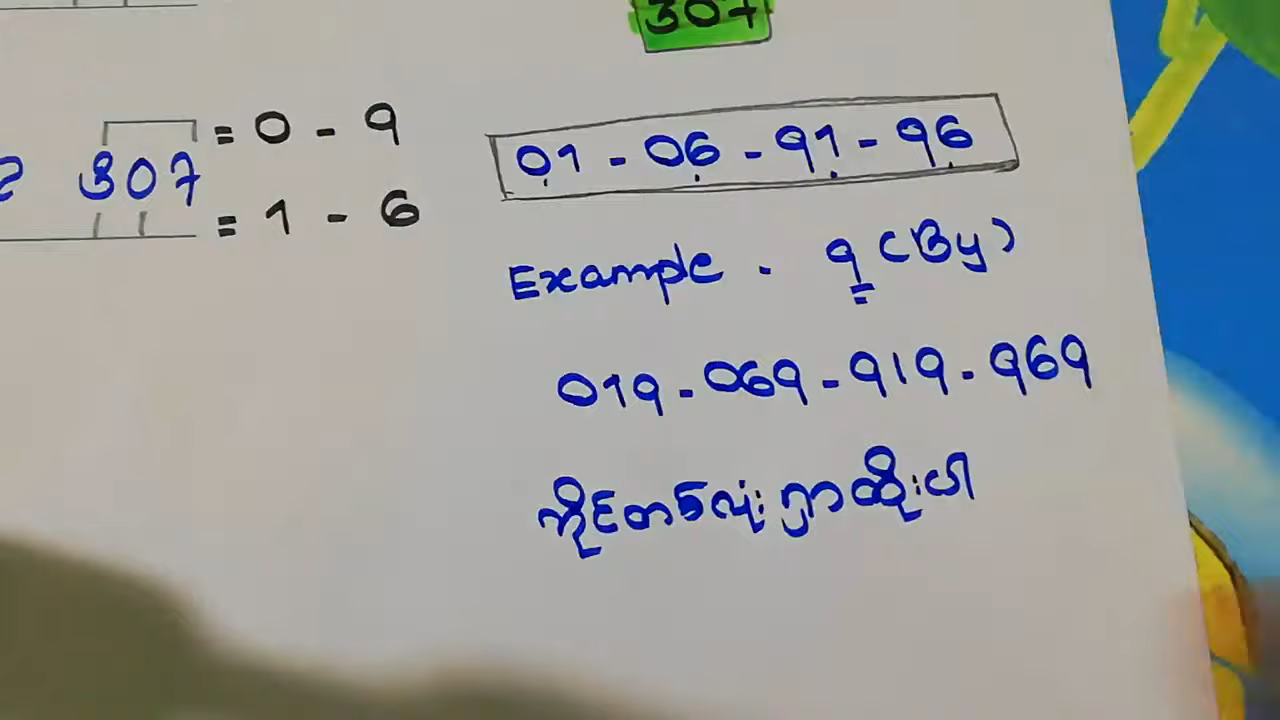 307
= 0 - 9
307
= 1 - 6
01 - 06 - 91 - 96
Example . 9 (By)
019 - 069 - 919 - 969
ကိုင်တစ်လုံး ရှာထိုးပါ